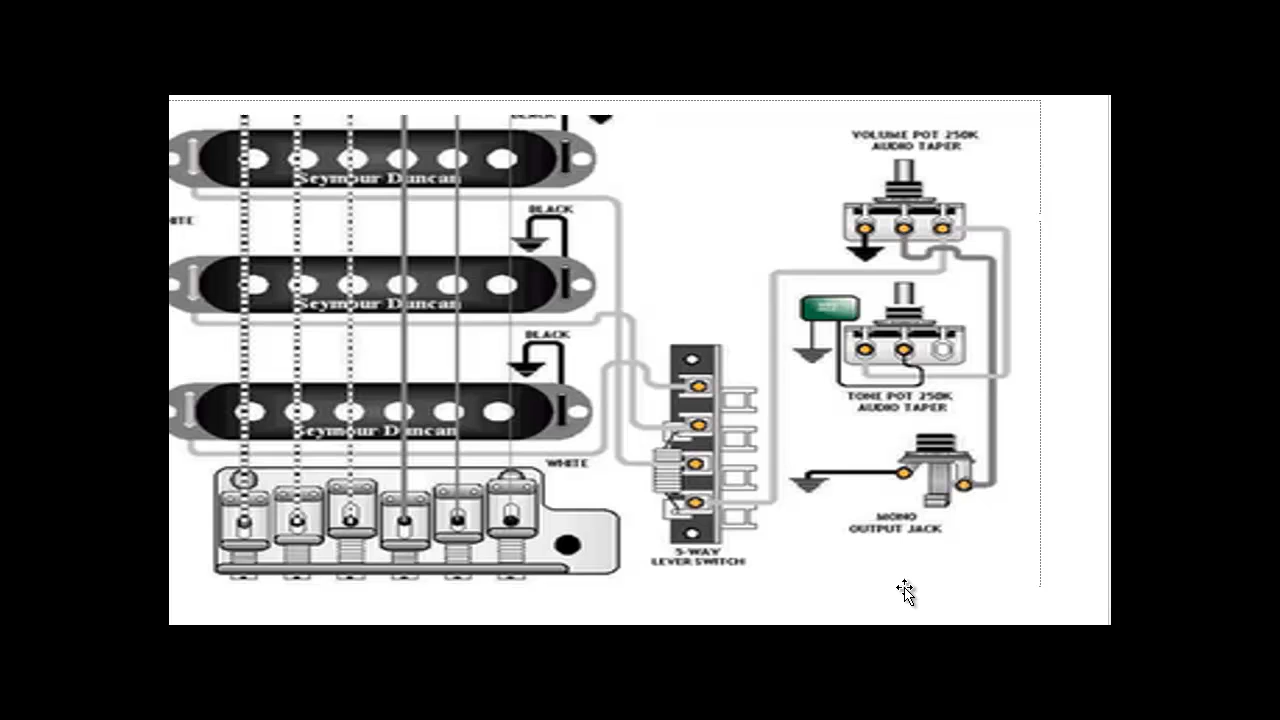 BLACK
VOLUME POT 250K
AUDIO TAPER
Seymour Duncan
BLACK
Seymour Duncan
BLACK
TONE POT 250K
AUDIO TAPER
Seymour Duncan
WHITE
MONO
OUTPUT JACK
5-WAY
LEVER SWITCH